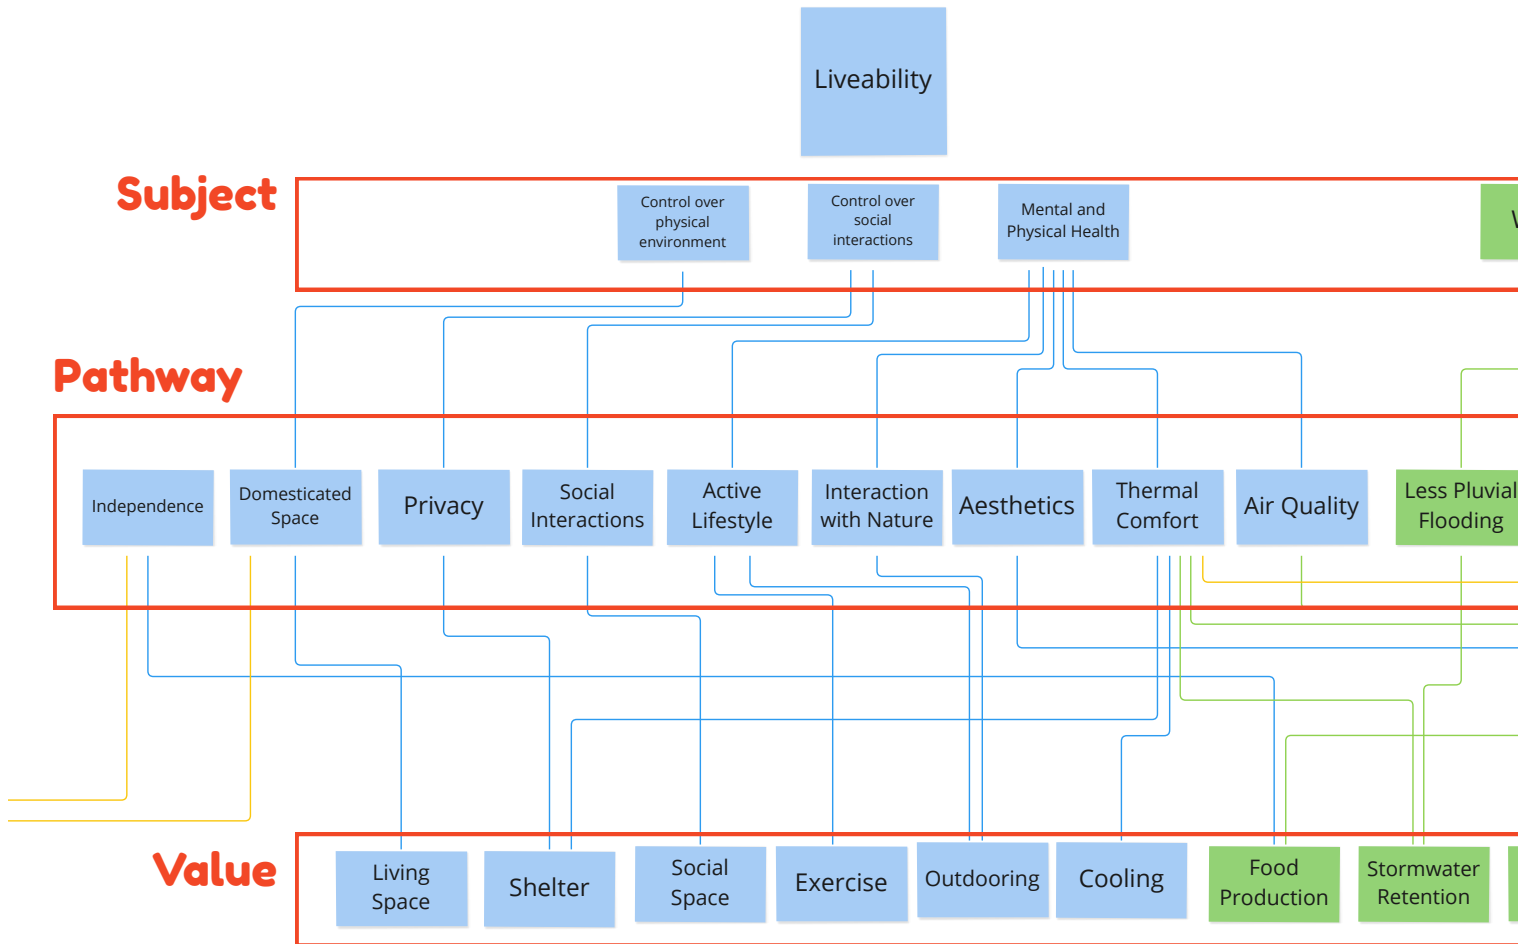 Liveability
Subject
Control over
physical
environment
Control over
social
interactions
Mental and
Physical Health
Pathway
Independence
Domesticated
Space
Privacy
Social
Interactions
Active
Lifestyle
Interaction
with Nature
Aesthetics
Thermal
Comfort
Air Quality
Less Pluvial
Flooding
Value
Living
Space
Shelter
Social
Space
Exercise
Outdooring
Cooling
Food
Production
Stormwater
Retention